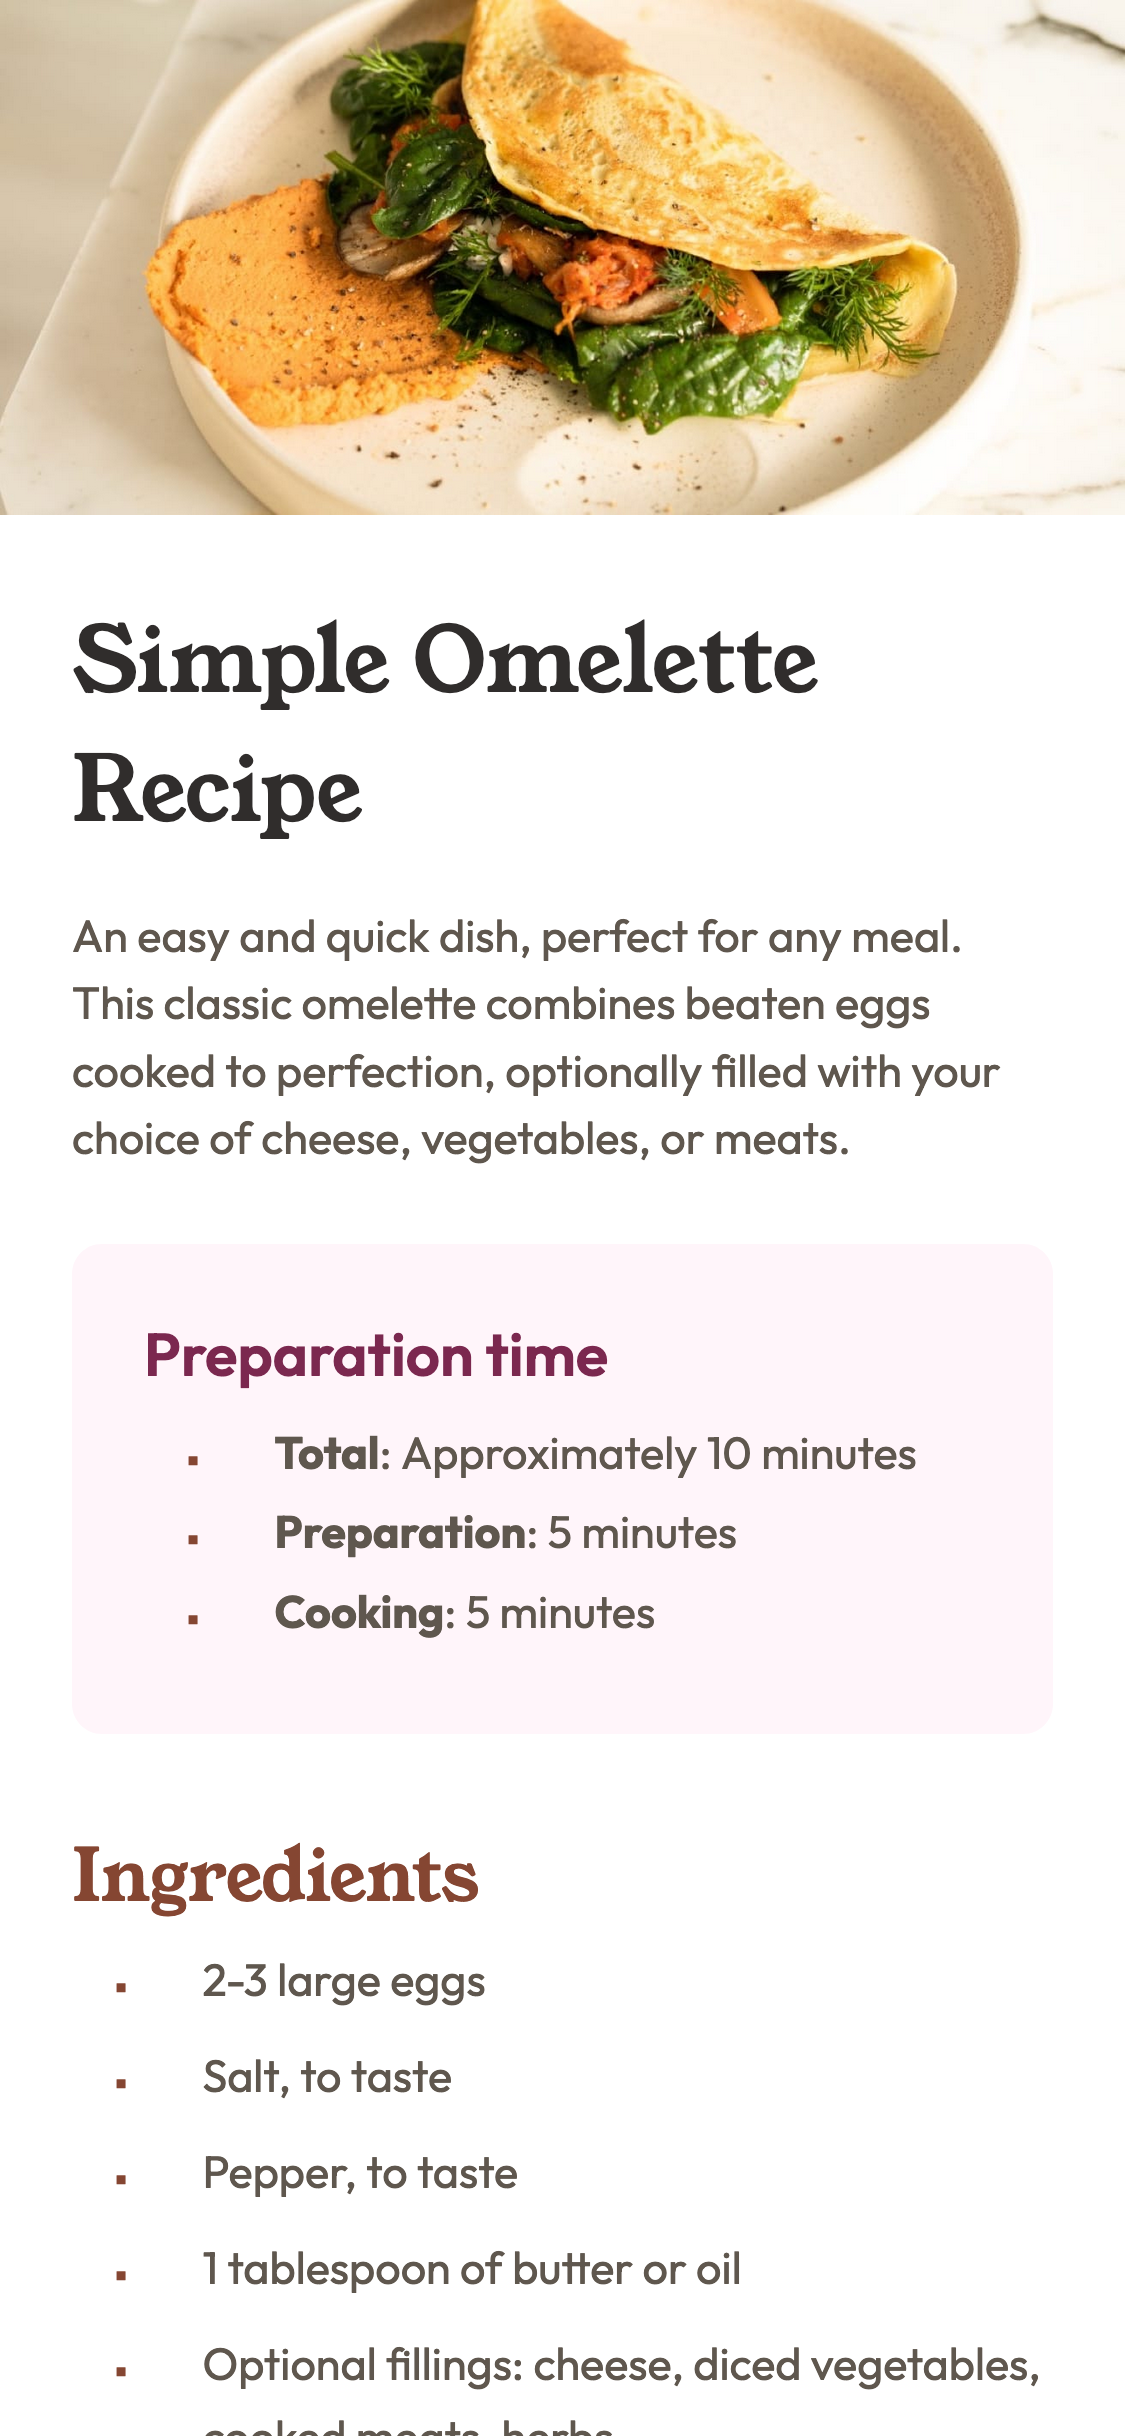 Simple Omelette
Recipe
An easy and quick dish, perfect for any meal.
This classic omelette combines beaten eggs
cooked to perfection, optionally filled with your
choice of cheese, vegetables, or meats.
Preparation time
Total: Approximately 10 minutes
Preparation: 5 minutes
Cooking: 5 minutes
Ingredients
2-3 large eggs
Salt, to taste
Pepper, to taste
1 tablespoon of butter or oil
Optional fillings: cheese, diced vegetables,
cooked meats, herbs